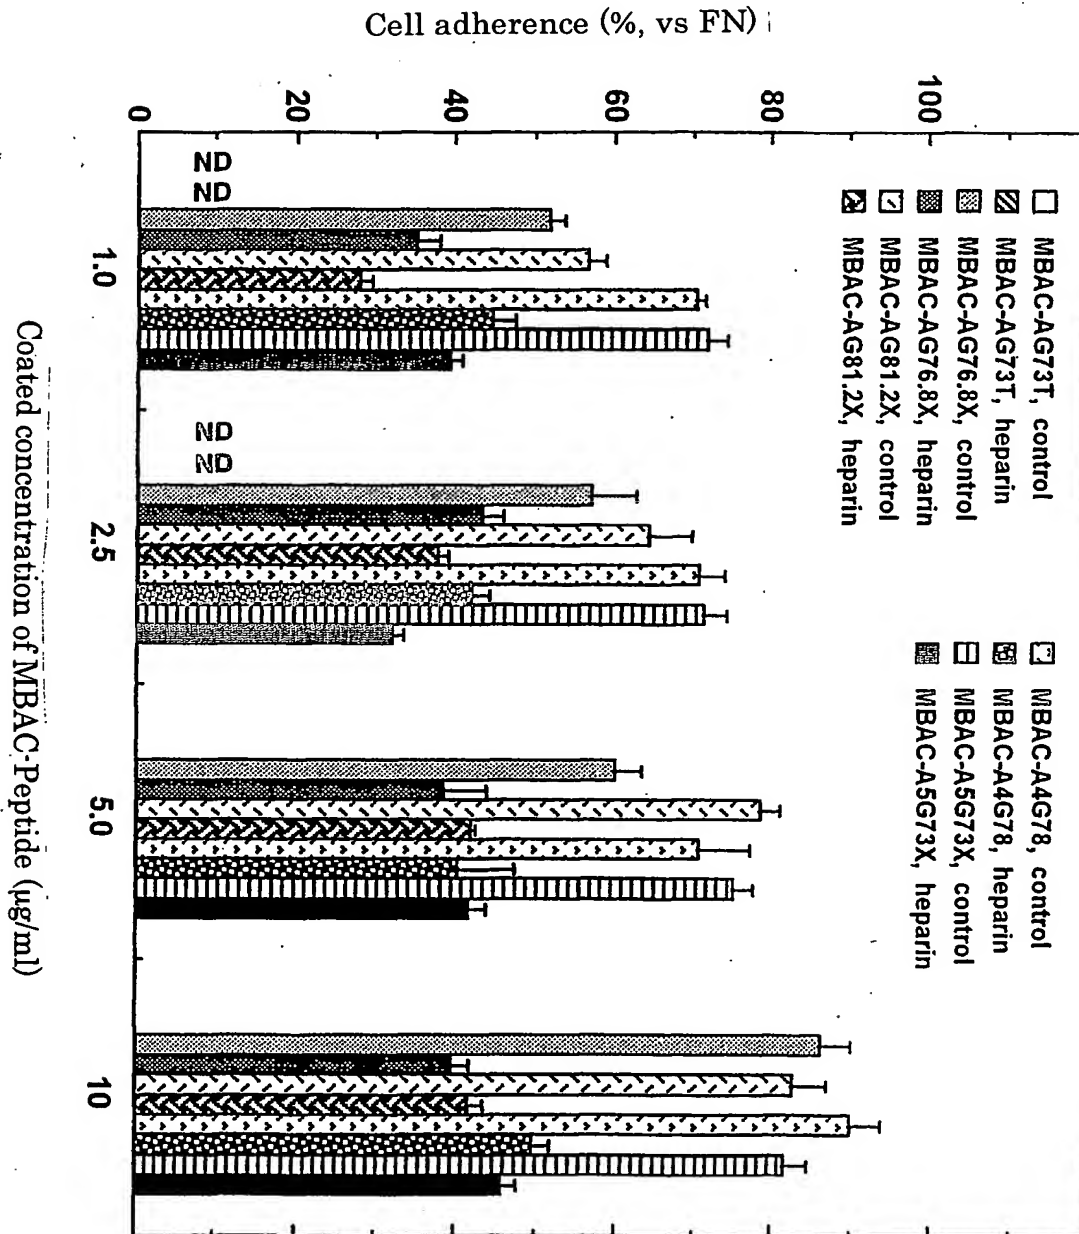 Cell adherence (%, vs FN)
0
20
40
60
80
100
MBAC-AG73T, control
MBAC-AG73T, heparin
MBAC-AG76.8X, control
MBAC-AG76.8X, heparin
MBAC-AG81.2X, control
MBAC-AG81.2X, heparin
MBAC-A4G78, control
MBAC-A4G78, heparin
MBAC-A5G73X, control
MBAC-A5G73X, heparin
ND
ND
ND
ND
1.0
2.5
5.0
10
Coated concentration of MBAC-Peptide (μg/ml)